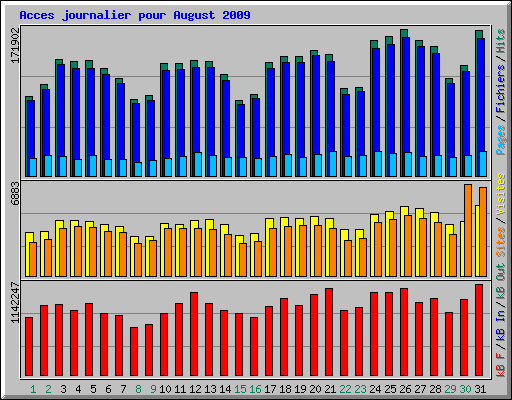 Acces journalier pour August 2009
171902
Pages / Fichiers / Hits
6883
Sites / Visites
1142247
kB F / kB In / kB Out
1 2 3 4 5 6 7 8 9 10 11 12 13 14 15 16 17 18 19 20 21 22 23 24 25 26 27 28 29 30 31